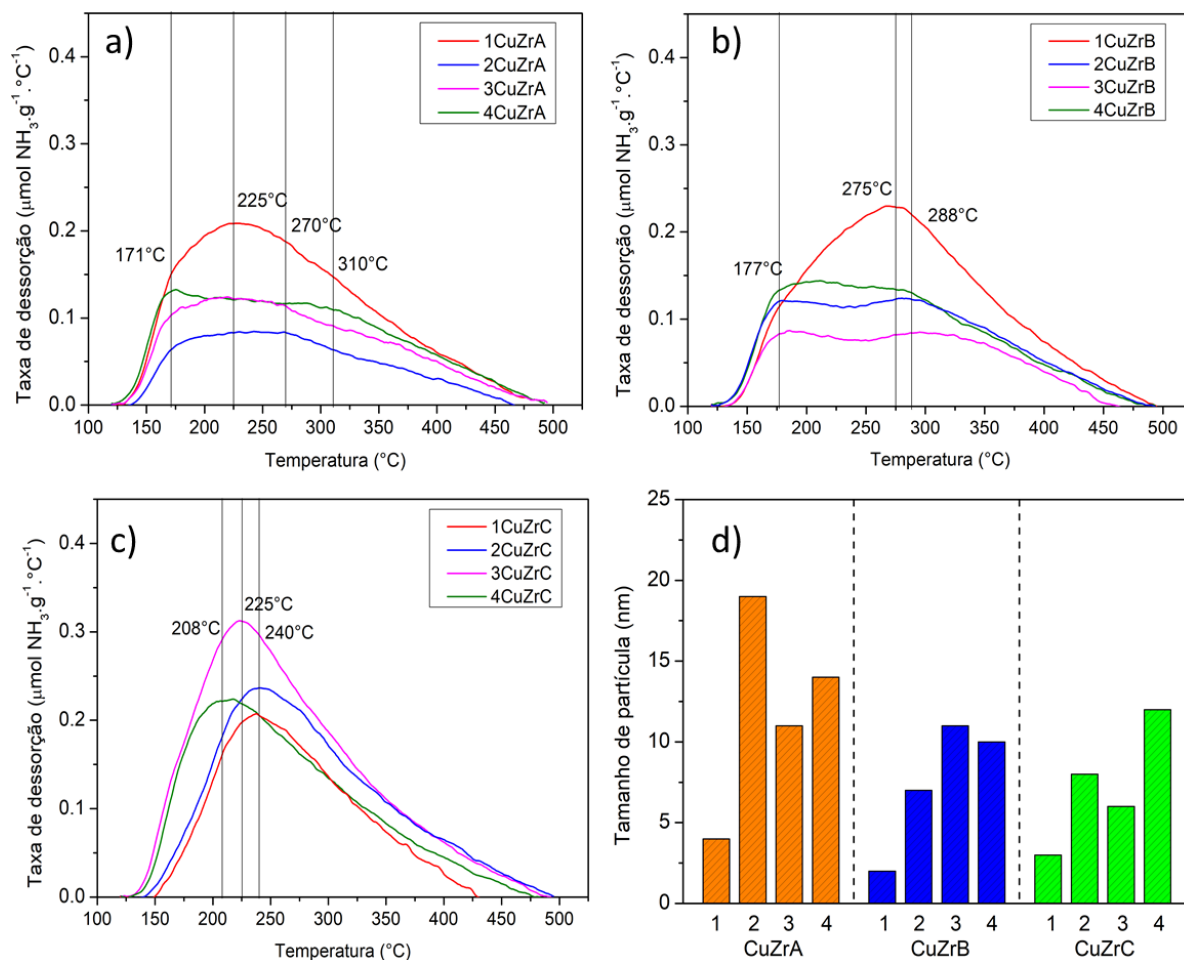 a)
1CuZrA
2CuZrA
3CuZrA
4CuZrA
0.4
0.3
0.2
0.1
0.0
171°C
225°C
270°C
310°C
100 150 200 250 300 350 400 450 500
Temperatura (°C)
Taxa de dessorção (μmol NH₃.g⁻¹.°C⁻¹)
b)
1CuZrB
2CuZrB
3CuZrB
4CuZrB
0.4
0.3
0.2
0.1
0.0
177°C
275°C
288°C
100 150 200 250 300 350 400 450 500
Temperatura (°C)
Taxa de dessorção (μmol NH₃.g⁻¹.°C⁻¹)
c)
1CuZrC
2CuZrC
3CuZrC
4CuZrC
0.4
0.3
0.2
0.1
0.0
208°C
225°C
240°C
100 150 200 250 300 350 400 450 500
Temperatura (°C)
Taxa de dessorção (μmol NH₃.g⁻¹.°C⁻¹)
d)
25
20
15
10
5
0
Tamanho de partícula (nm)
1 2 3 4 1 2 3 4 1 2 3 4
CuZrA CuZrB CuZrC